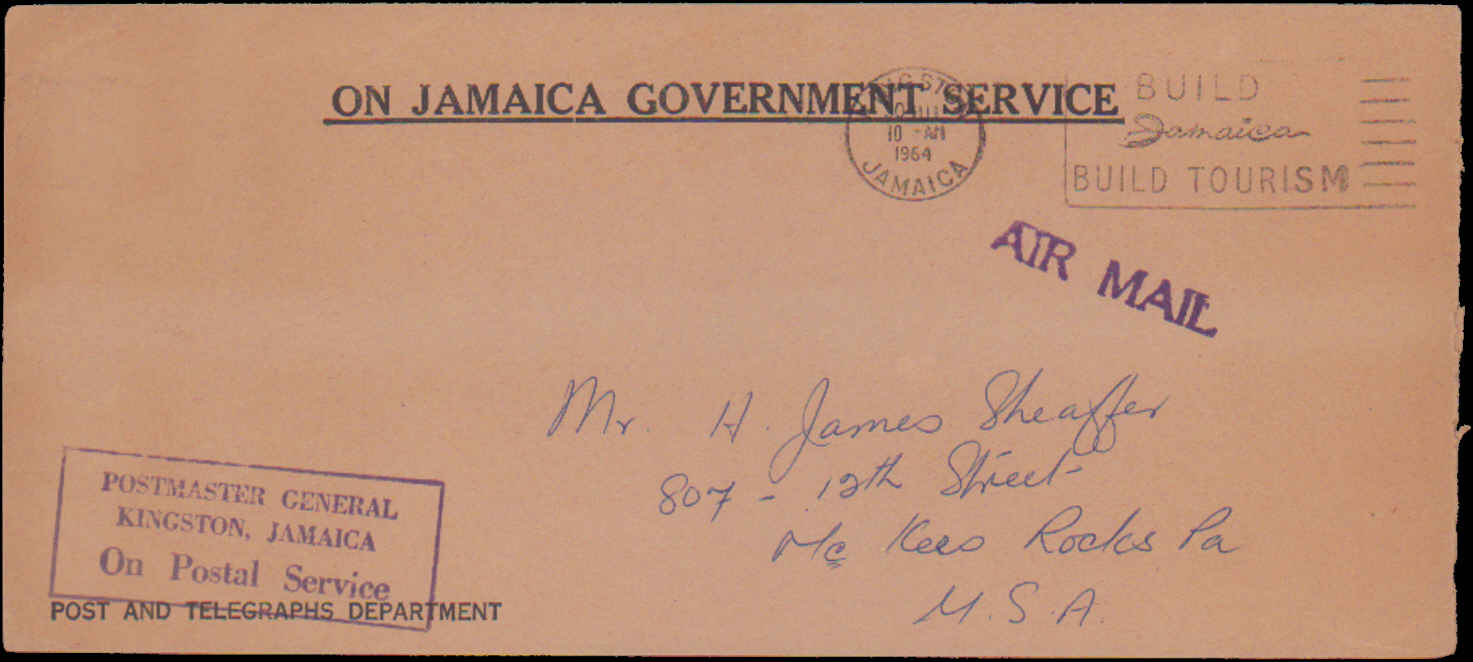 ON JAMAICA GOVERNMENT SERVICE
KINGSTON
10 - AM
1964
JAMAICA
BUILD
Jamaica
BUILD TOURISM
AIR MAIL
Mr. H. James Sheaffer
807 - 12th Street
Mc Kees Rocks Pa
U.S.A.
POSTMASTER GENERAL
KINGSTON, JAMAICA
On Postal Service
POST AND TELEGRAPHS DEPARTMENT